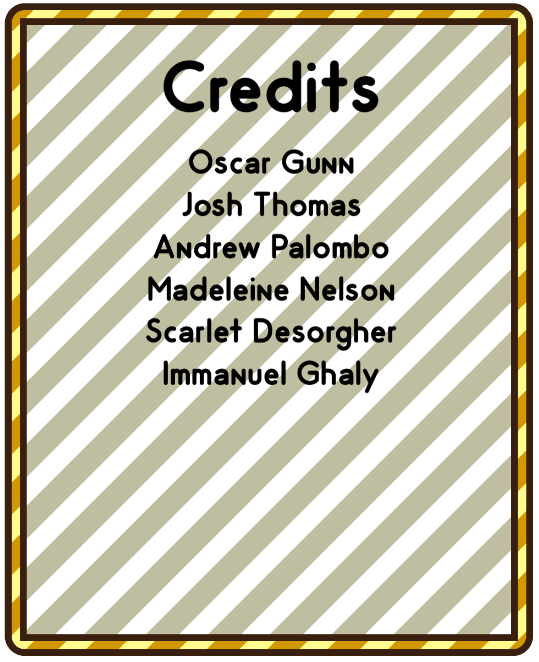 Credits
Oscar Gunn
Josh Thomas
Andrew Palombo
Madeleine Nelson
Scarlet Desorgher
Immanuel Ghaly